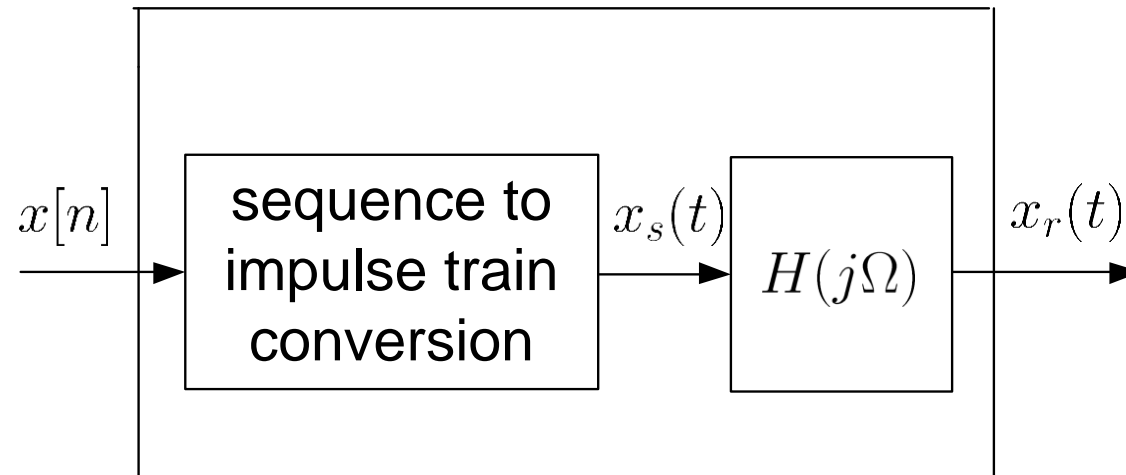 x[n]
sequence to
impulse train
conversion
x_s(t)
H(jΩ)
x_r(t)